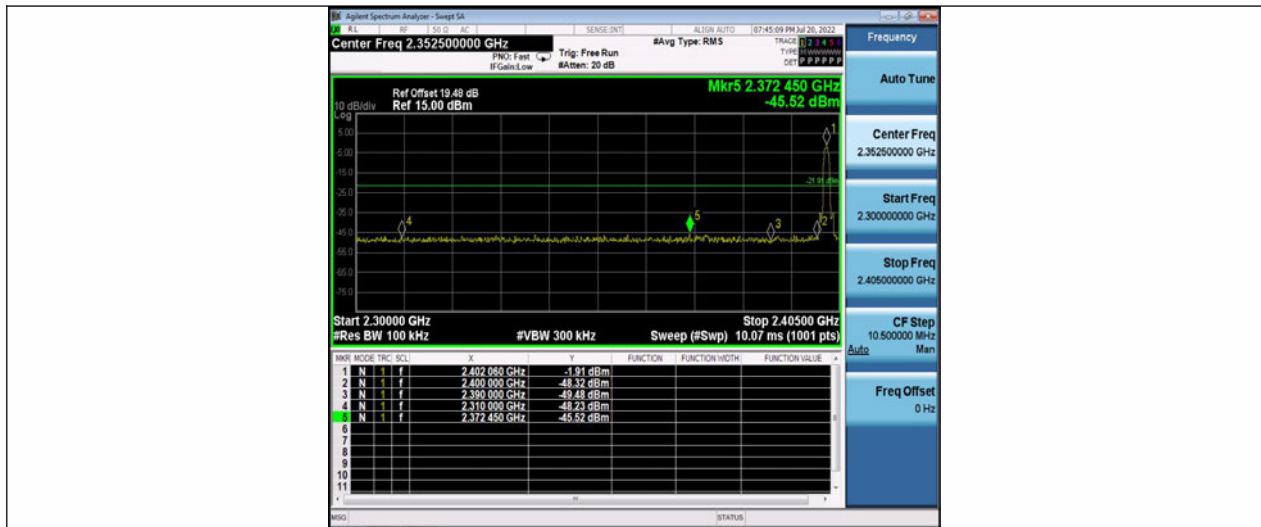 Agilent Spectrum Analyzer - Swept SA
RL RF 50 Ω AC SENSE:INT ALIGN AUTO 07:45:09 PM Jul 20, 2022
Center Freq 2.352500000 GHz
PNO: Fast
IFGain:Low
Trig: Free Run
#Atten: 20 dB
#Avg Type: RMS
TRACE 1 2 3 4 5 6
TYPE
DET P P P P P P
Mkr5 2.372 450 GHz
-45.52 dBm
Ref Offset 19.48 dB
10 dB/div Ref 15.00 dBm
Log
5.00
-5.00
-15.0
-25.0
-35.0
-45.0
-55.0
-65.0
-75.0
1
-21.91 dBm
4
5
3
2
Start 2.30000 GHz Stop 2.40500 GHz
#Res BW 100 kHz #VBW 300 kHz Sweep (#Swp) 10.07 ms (1001 pts)
MKR MODE TRC SCL X Y FUNCTION FUNCTION WIDTH FUNCTION VALUE
1 N 1 f 2.402 060 GHz -1.91 dBm
2 N 1 f 2.400 000 GHz -48.32 dBm
3 N 1 f 2.390 000 GHz -49.48 dBm
4 N 1 f 2.310 000 GHz -48.23 dBm
5 N 1 f 2.372 450 GHz -45.52 dBm
6
7
8
9
10
11
MSG STATUS
Frequency
Auto Tune
Center Freq
2.352500000 GHz
Start Freq
2.300000000 GHz
Stop Freq
2.405000000 GHz
CF Step
10.500000 MHz
Auto Man
Freq Offset
0 Hz